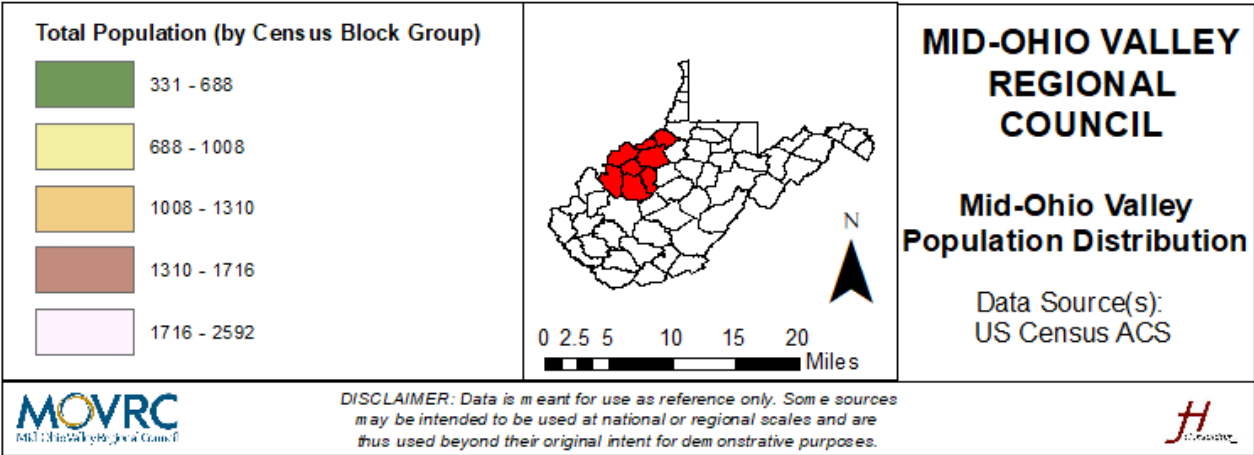 Total Population (by Census Block Group)
331 - 688
688 - 1008
1008 - 1310
1310 - 1716
1716 - 2592
N
0 2.5 5 10 15 20
Miles
MID-OHIO VALLEY
REGIONAL
COUNCIL
Mid-Ohio Valley
Population Distribution
Data Source(s):
US Census ACS
MOVRC
Mid-Ohio Valley Regional Council
DISCLAIMER: Data is meant for use as reference only. Some sources
may be intended to be used at national or regional scales and are
thus used beyond their original intent for demonstrative purposes.